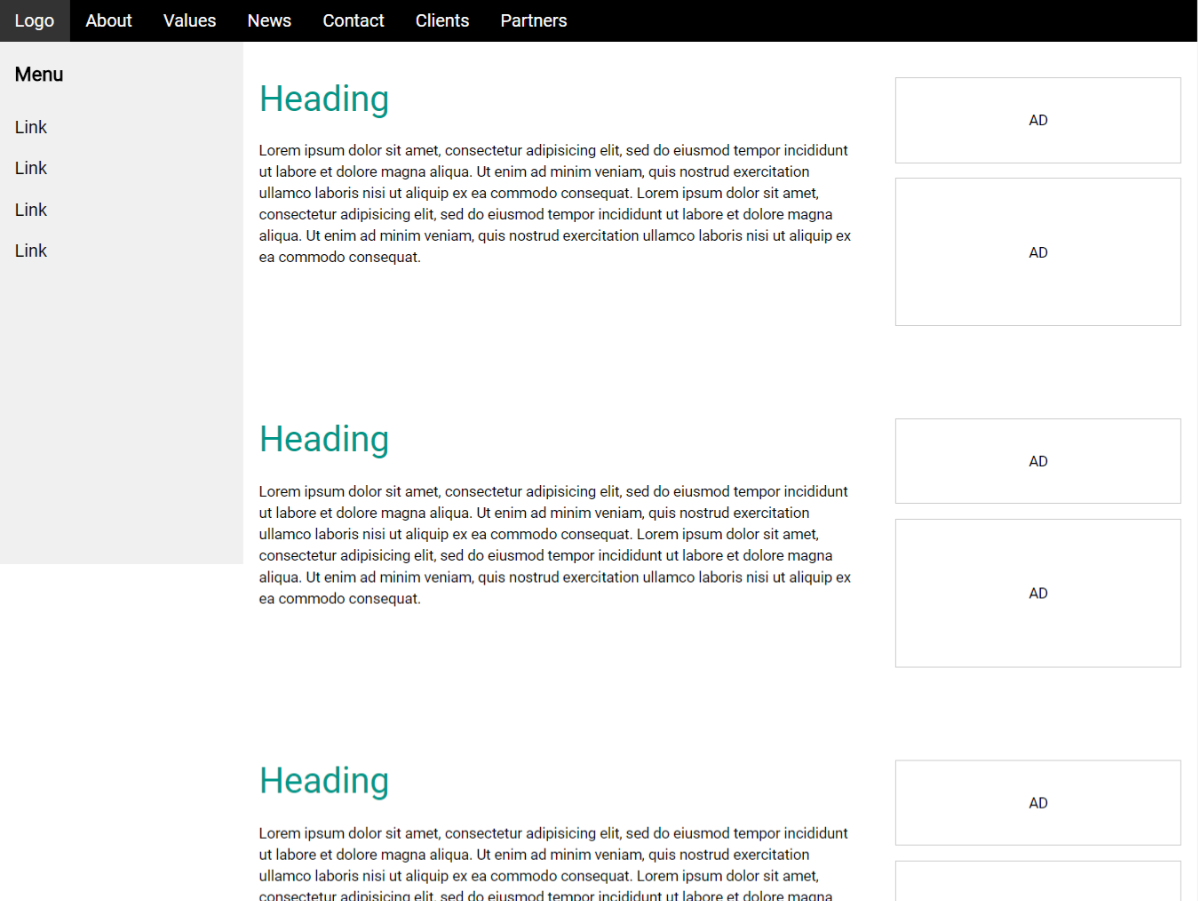 Logo About Values News Contact Clients Partners
Menu
Link
Link
Link
Link
Heading
Lorem ipsum dolor sit amet, consectetur adipisicing elit, sed do eiusmod tempor incididunt
ut labore et dolore magna aliqua. Ut enim ad minim veniam, quis nostrud exercitation
ullamco laboris nisi ut aliquip ex ea commodo consequat. Lorem ipsum dolor sit amet,
consectetur adipisicing elit, sed do eiusmod tempor incididunt ut labore et dolore magna
aliqua. Ut enim ad minim veniam, quis nostrud exercitation ullamco laboris nisi ut aliquip ex
ea commodo consequat.
AD
AD
Heading
Lorem ipsum dolor sit amet, consectetur adipisicing elit, sed do eiusmod tempor incididunt
ut labore et dolore magna aliqua. Ut enim ad minim veniam, quis nostrud exercitation
ullamco laboris nisi ut aliquip ex ea commodo consequat. Lorem ipsum dolor sit amet,
consectetur adipisicing elit, sed do eiusmod tempor incididunt ut labore et dolore magna
aliqua. Ut enim ad minim veniam, quis nostrud exercitation ullamco laboris nisi ut aliquip ex
ea commodo consequat.
AD
AD
Heading
Lorem ipsum dolor sit amet, consectetur adipisicing elit, sed do eiusmod tempor incididunt
ut labore et dolore magna aliqua. Ut enim ad minim veniam, quis nostrud exercitation
ullamco laboris nisi ut aliquip ex ea commodo consequat. Lorem ipsum dolor sit amet,
consectetur adipisicing elit, sed do eiusmod tempor incididunt ut labore et dolore magna
AD